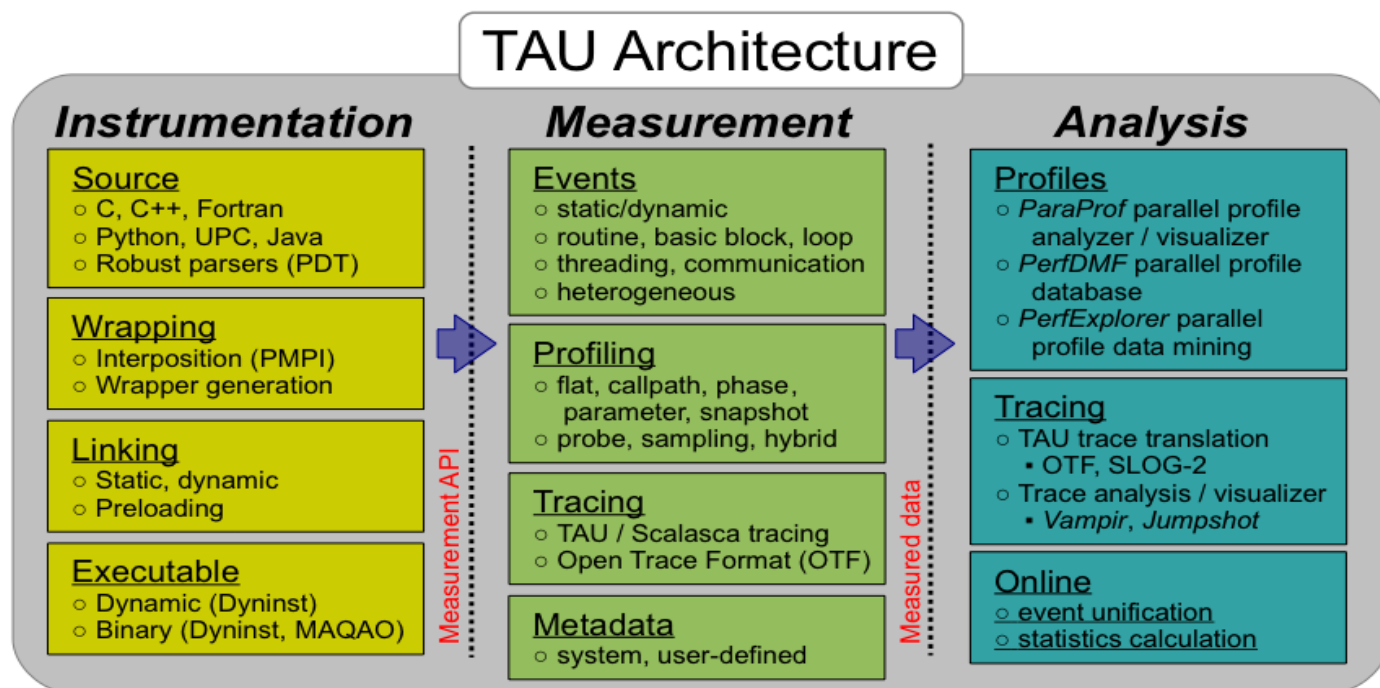 TAU Architecture
Instrumentation
Source
○ C, C++, Fortran
○ Python, UPC, Java
○ Robust parsers (PDT)
Wrapping
○ Interposition (PMPI)
○ Wrapper generation
Linking
○ Static, dynamic
○ Preloading
Executable
○ Dynamic (Dyninst)
○ Binary (Dyninst, MAQAO)
Measurement API
Measurement
Events
○ static/dynamic
○ routine, basic block, loop
○ threading, communication
○ heterogeneous
Profiling
○ flat, callpath, phase,
parameter, snapshot
○ probe, sampling, hybrid
Tracing
○ TAU / Scalasca tracing
○ Open Trace Format (OTF)
Metadata
○ system, user-defined
Measured data
Analysis
Profiles
○ ParaProf parallel profile
analyzer / visualizer
○ PerfDMF parallel profile
database
○ PerfExplorer parallel
profile data mining
Tracing
○ TAU trace translation
▪ OTF, SLOG-2
○ Trace analysis / visualizer
▪ Vampir, Jumpshot
Online
○ event unification
○ statistics calculation